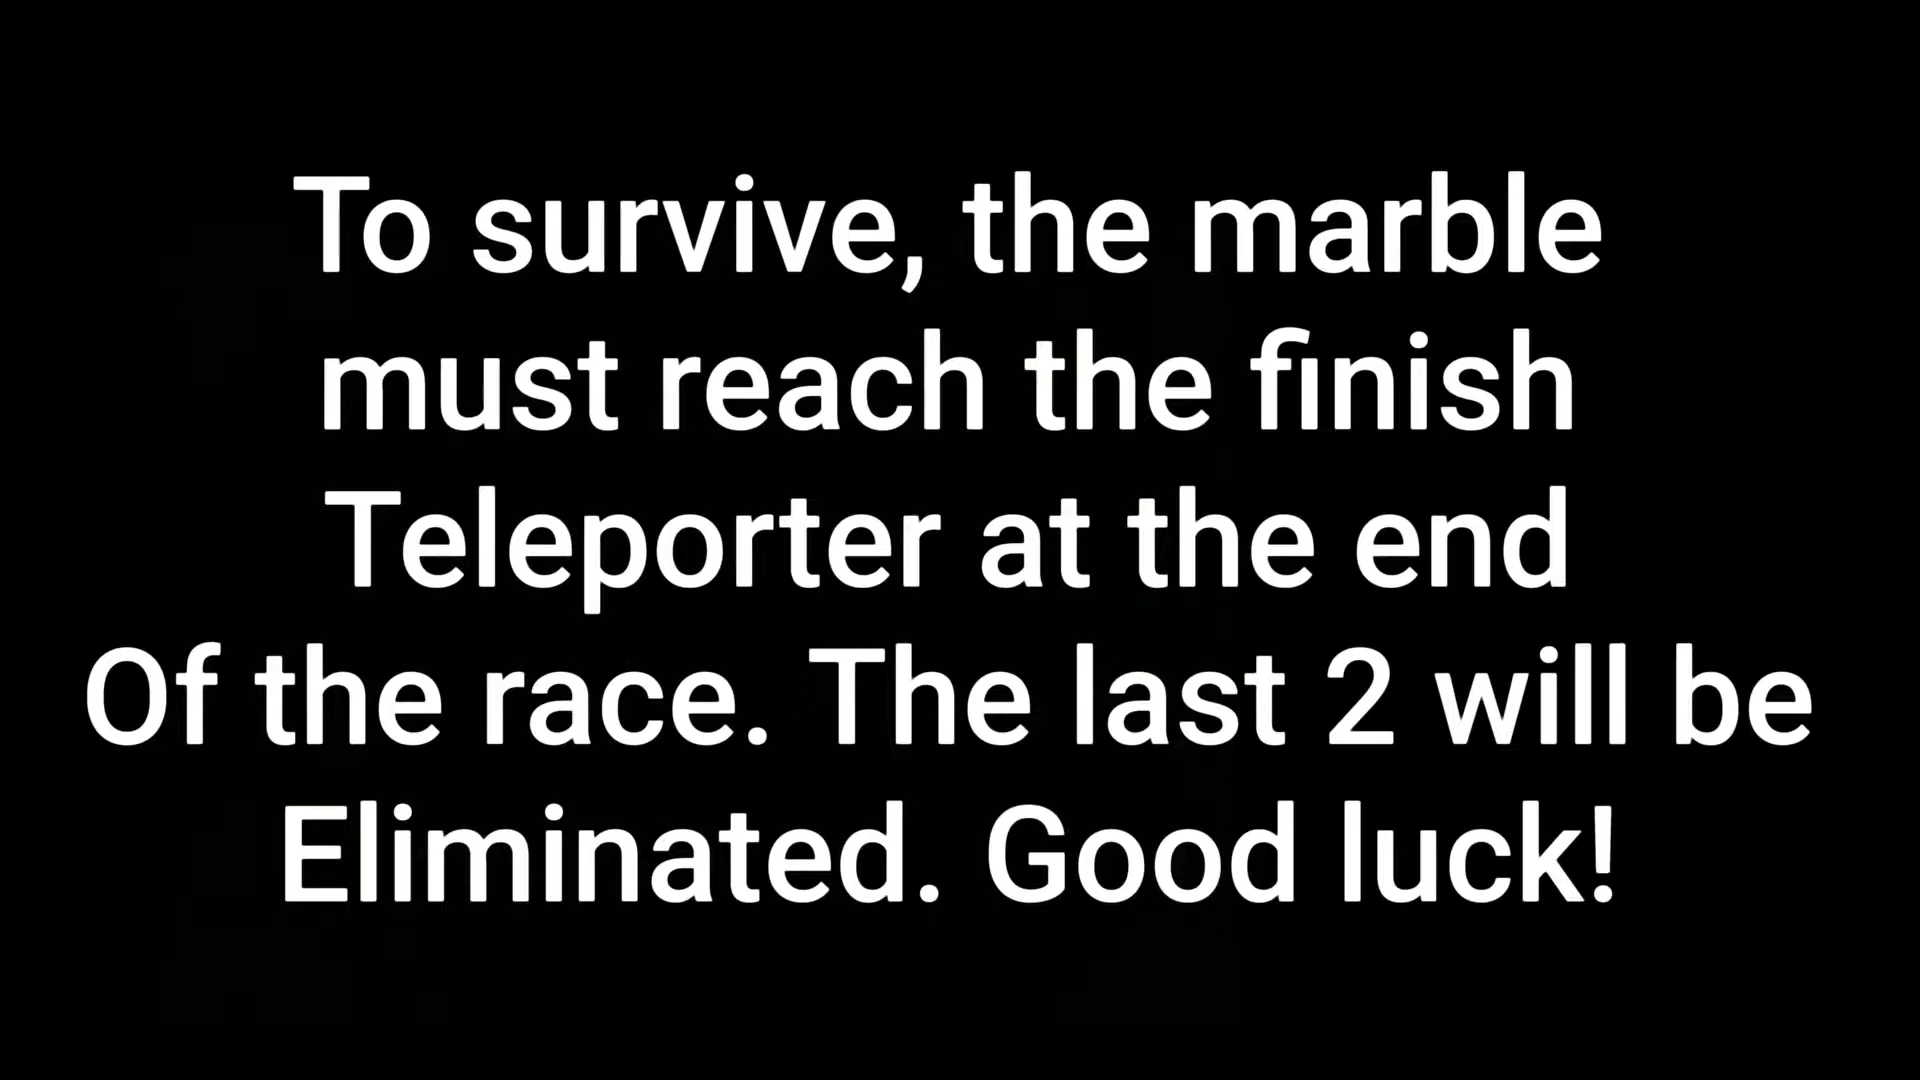 To survive, the marble
must reach the finish
Teleporter at the end
Of the race. The last 2 will be
Eliminated. Good luck!